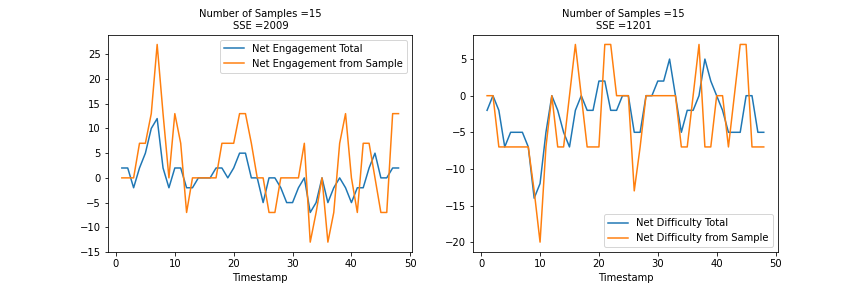 Number of Samples =15
SSE =2009
25
20
15
10
5
0
−5
−10
−15
0
10
20
30
40
50
Timestamp
Net Engagement Total
Net Engagement from Sample
Number of Samples =15
SSE =1201
5
0
−5
−10
−15
−20
0
10
20
30
40
50
Timestamp
Net Difficulty Total
Net Difficulty from Sample